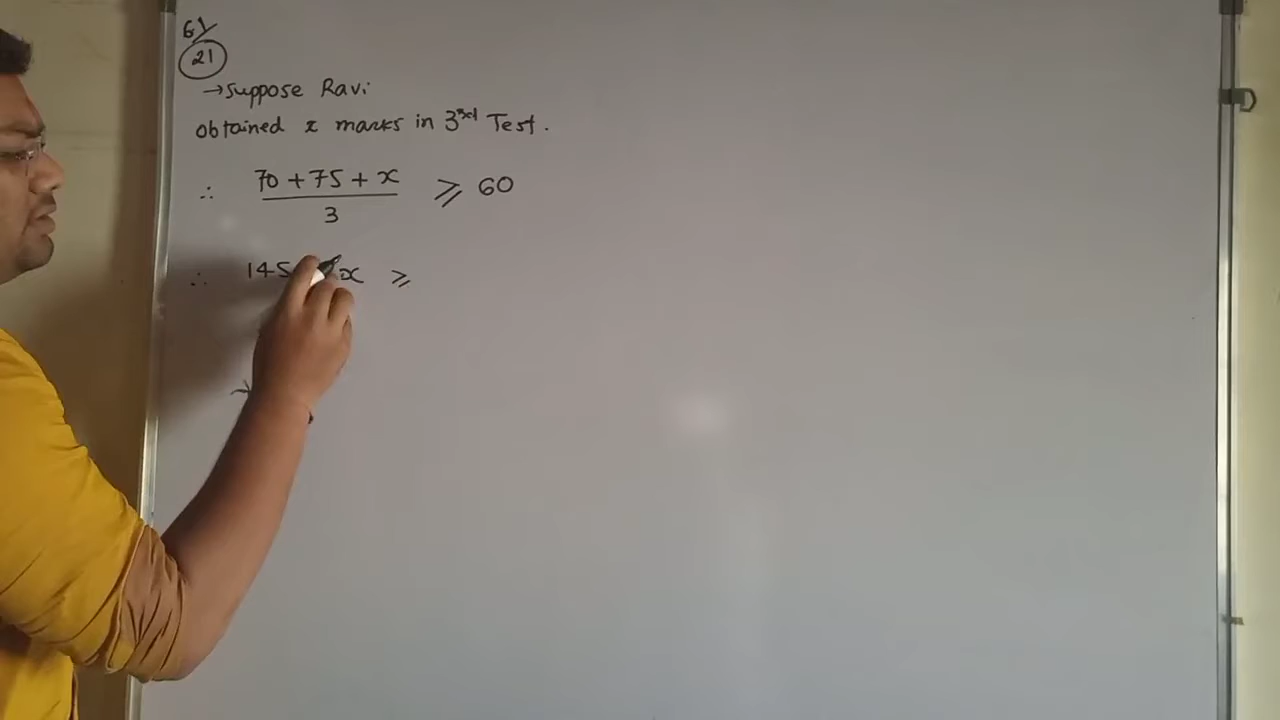 6/
21
→ Suppose Ravi
obtained x marks in 3rd Test.
∴ 70 + 75 + x / 3 ≥ 60
∴ 145 x ≥